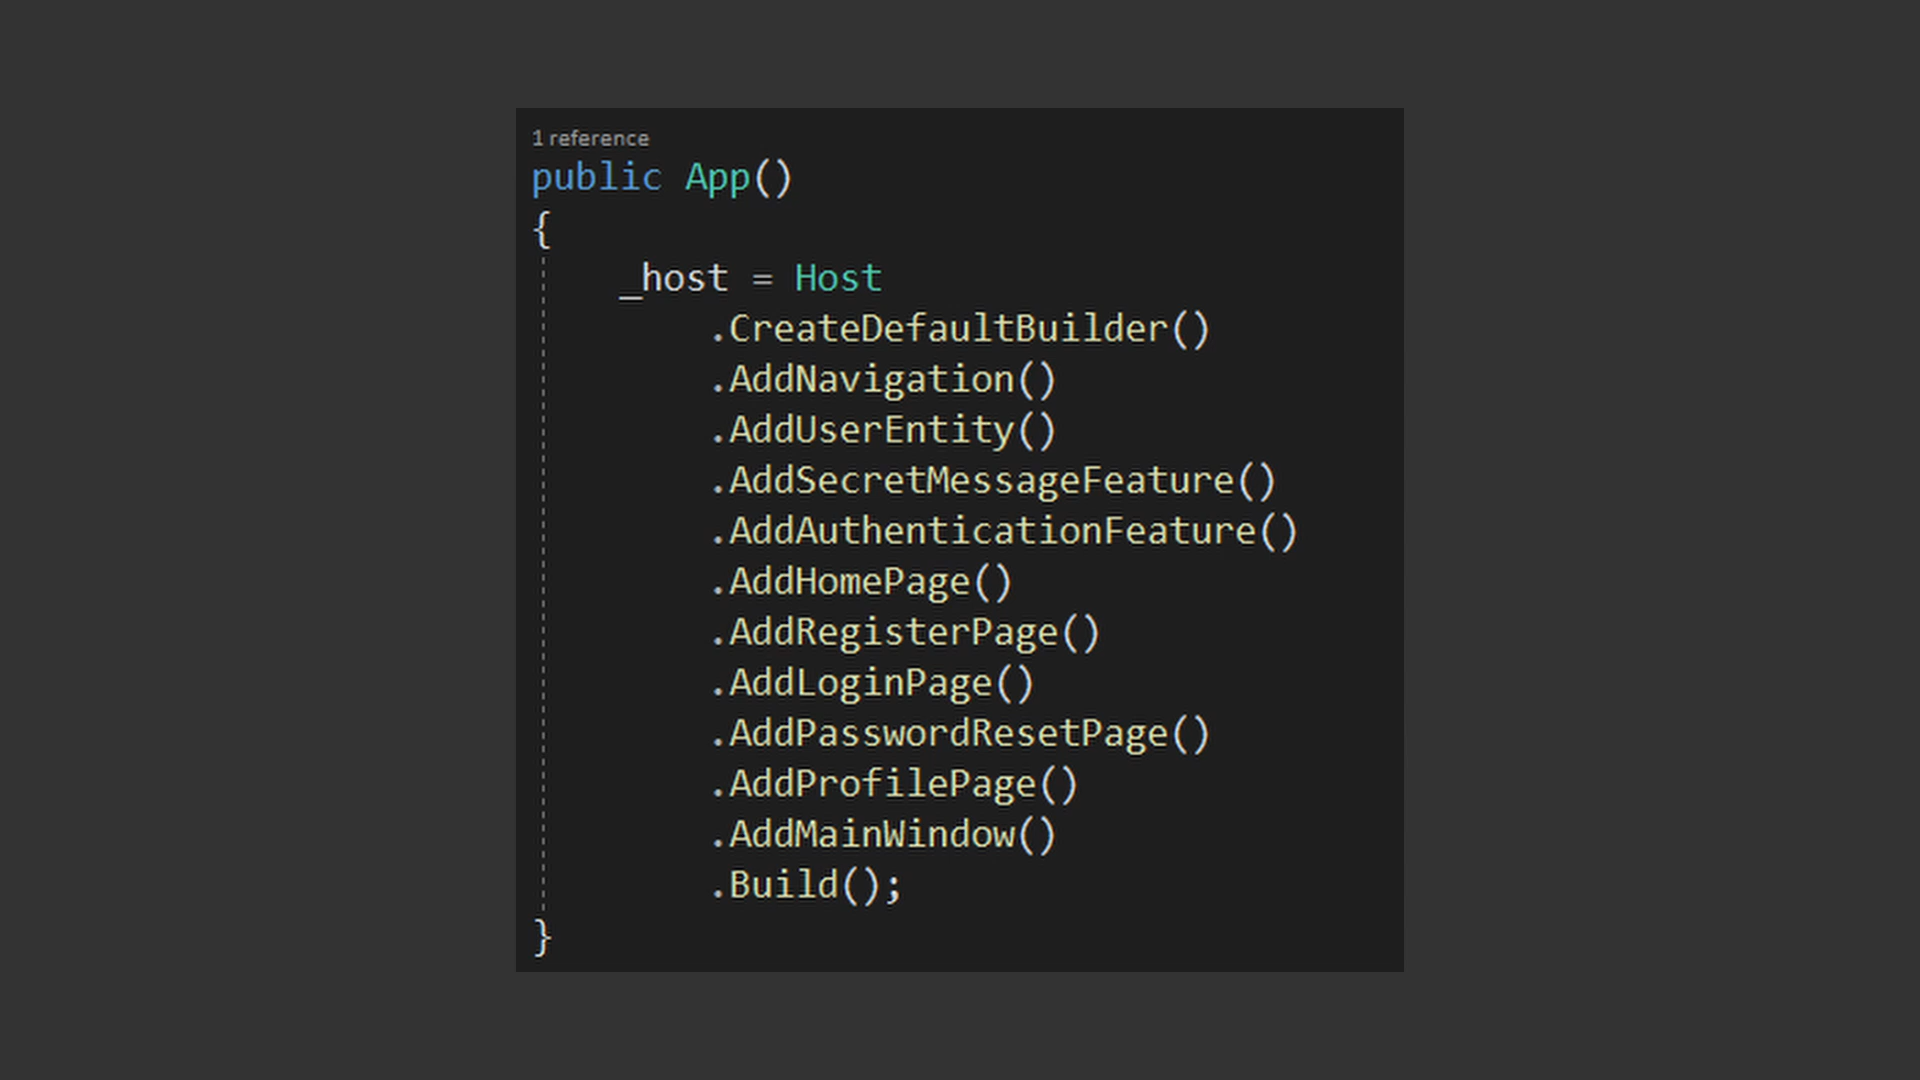 1 reference
public App()
{
_host = Host
.CreateDefaultBuilder()
.AddNavigation()
.AddUserEntity()
.AddSecretMessageFeature()
.AddAuthenticationFeature()
.AddHomePage()
.AddRegisterPage()
.AddLoginPage()
.AddPasswordResetPage()
.AddProfilePage()
.AddMainWindow()
.Build();
}